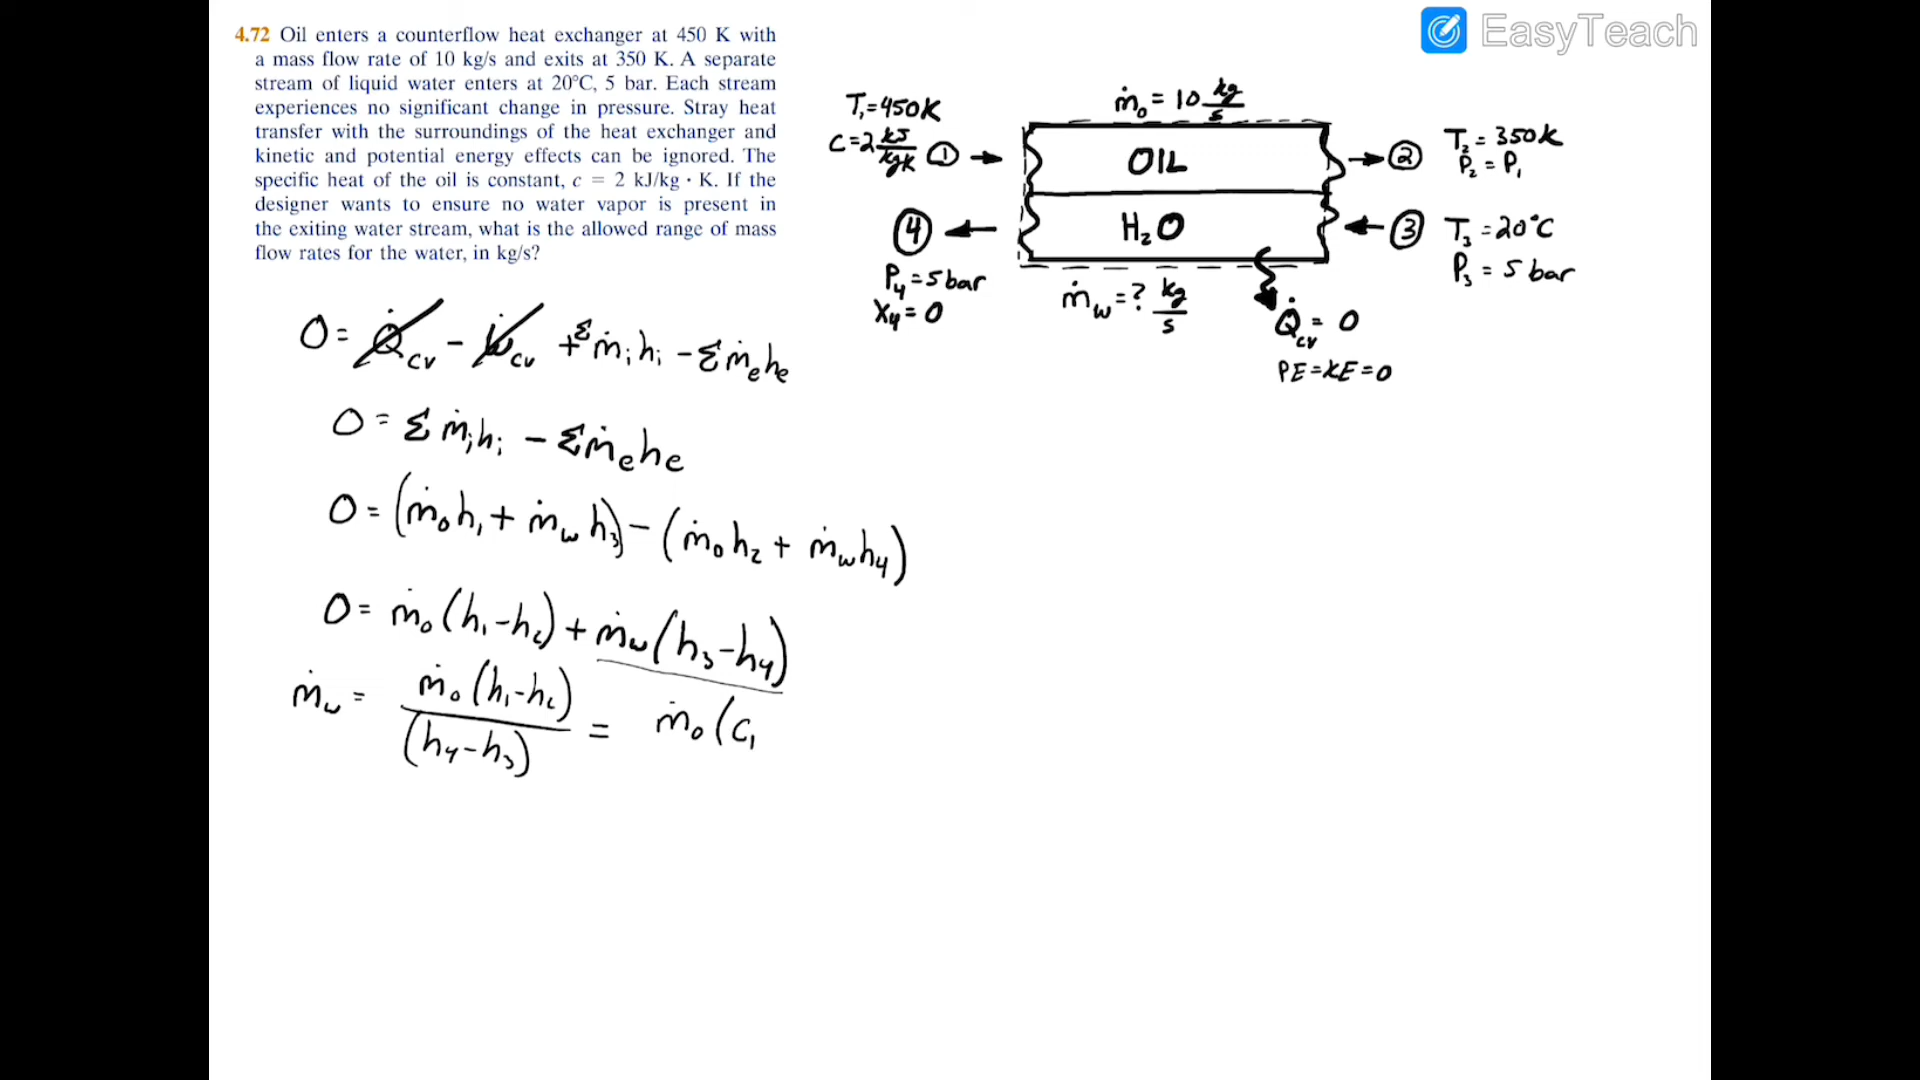 EasyTeach
4.72 Oil enters a counterflow heat exchanger at 450 K with
a mass flow rate of 10 kg/s and exits at 350 K. A separate
stream of liquid water enters at 20°C, 5 bar. Each stream
experiences no significant change in pressure. Stray heat
transfer with the surroundings of the heat exchanger and
kinetic and potential energy effects can be ignored. The
specific heat of the oil is constant, c = 2 kJ/kg · K. If the
designer wants to ensure no water vapor is present in
the exiting water stream, what is the allowed range of mass
flow rates for the water, in kg/s?
T₁=450K
C=2 kJ/kgK ① →
ṁₒ = 10 kg/s
OIL
→ ②
T₂ = 350K
P₂ = P₁
④ ←
H₂O
← ③
T₃ = 20°C
P₃ = 5 bar
P₄ = 5 bar
X₄ = 0
ṁw = ? kg/s
Q̇cv = 0
PE=KE=0
0 = Q̇cv - Ẇcv + Σṁᵢhᵢ - Σṁₑhₑ
0 = Σṁᵢhᵢ - Σṁₑhₑ
0 = (ṁₒh₁ + ṁwh₃) - (ṁₒh₂ + ṁwh₄)
0 = ṁₒ(h₁-h₂) + ṁw(h₃-h₄)
ṁw = ṁₒ(h₁-h₂)/(h₄-h₃) = ṁₒ(c₁